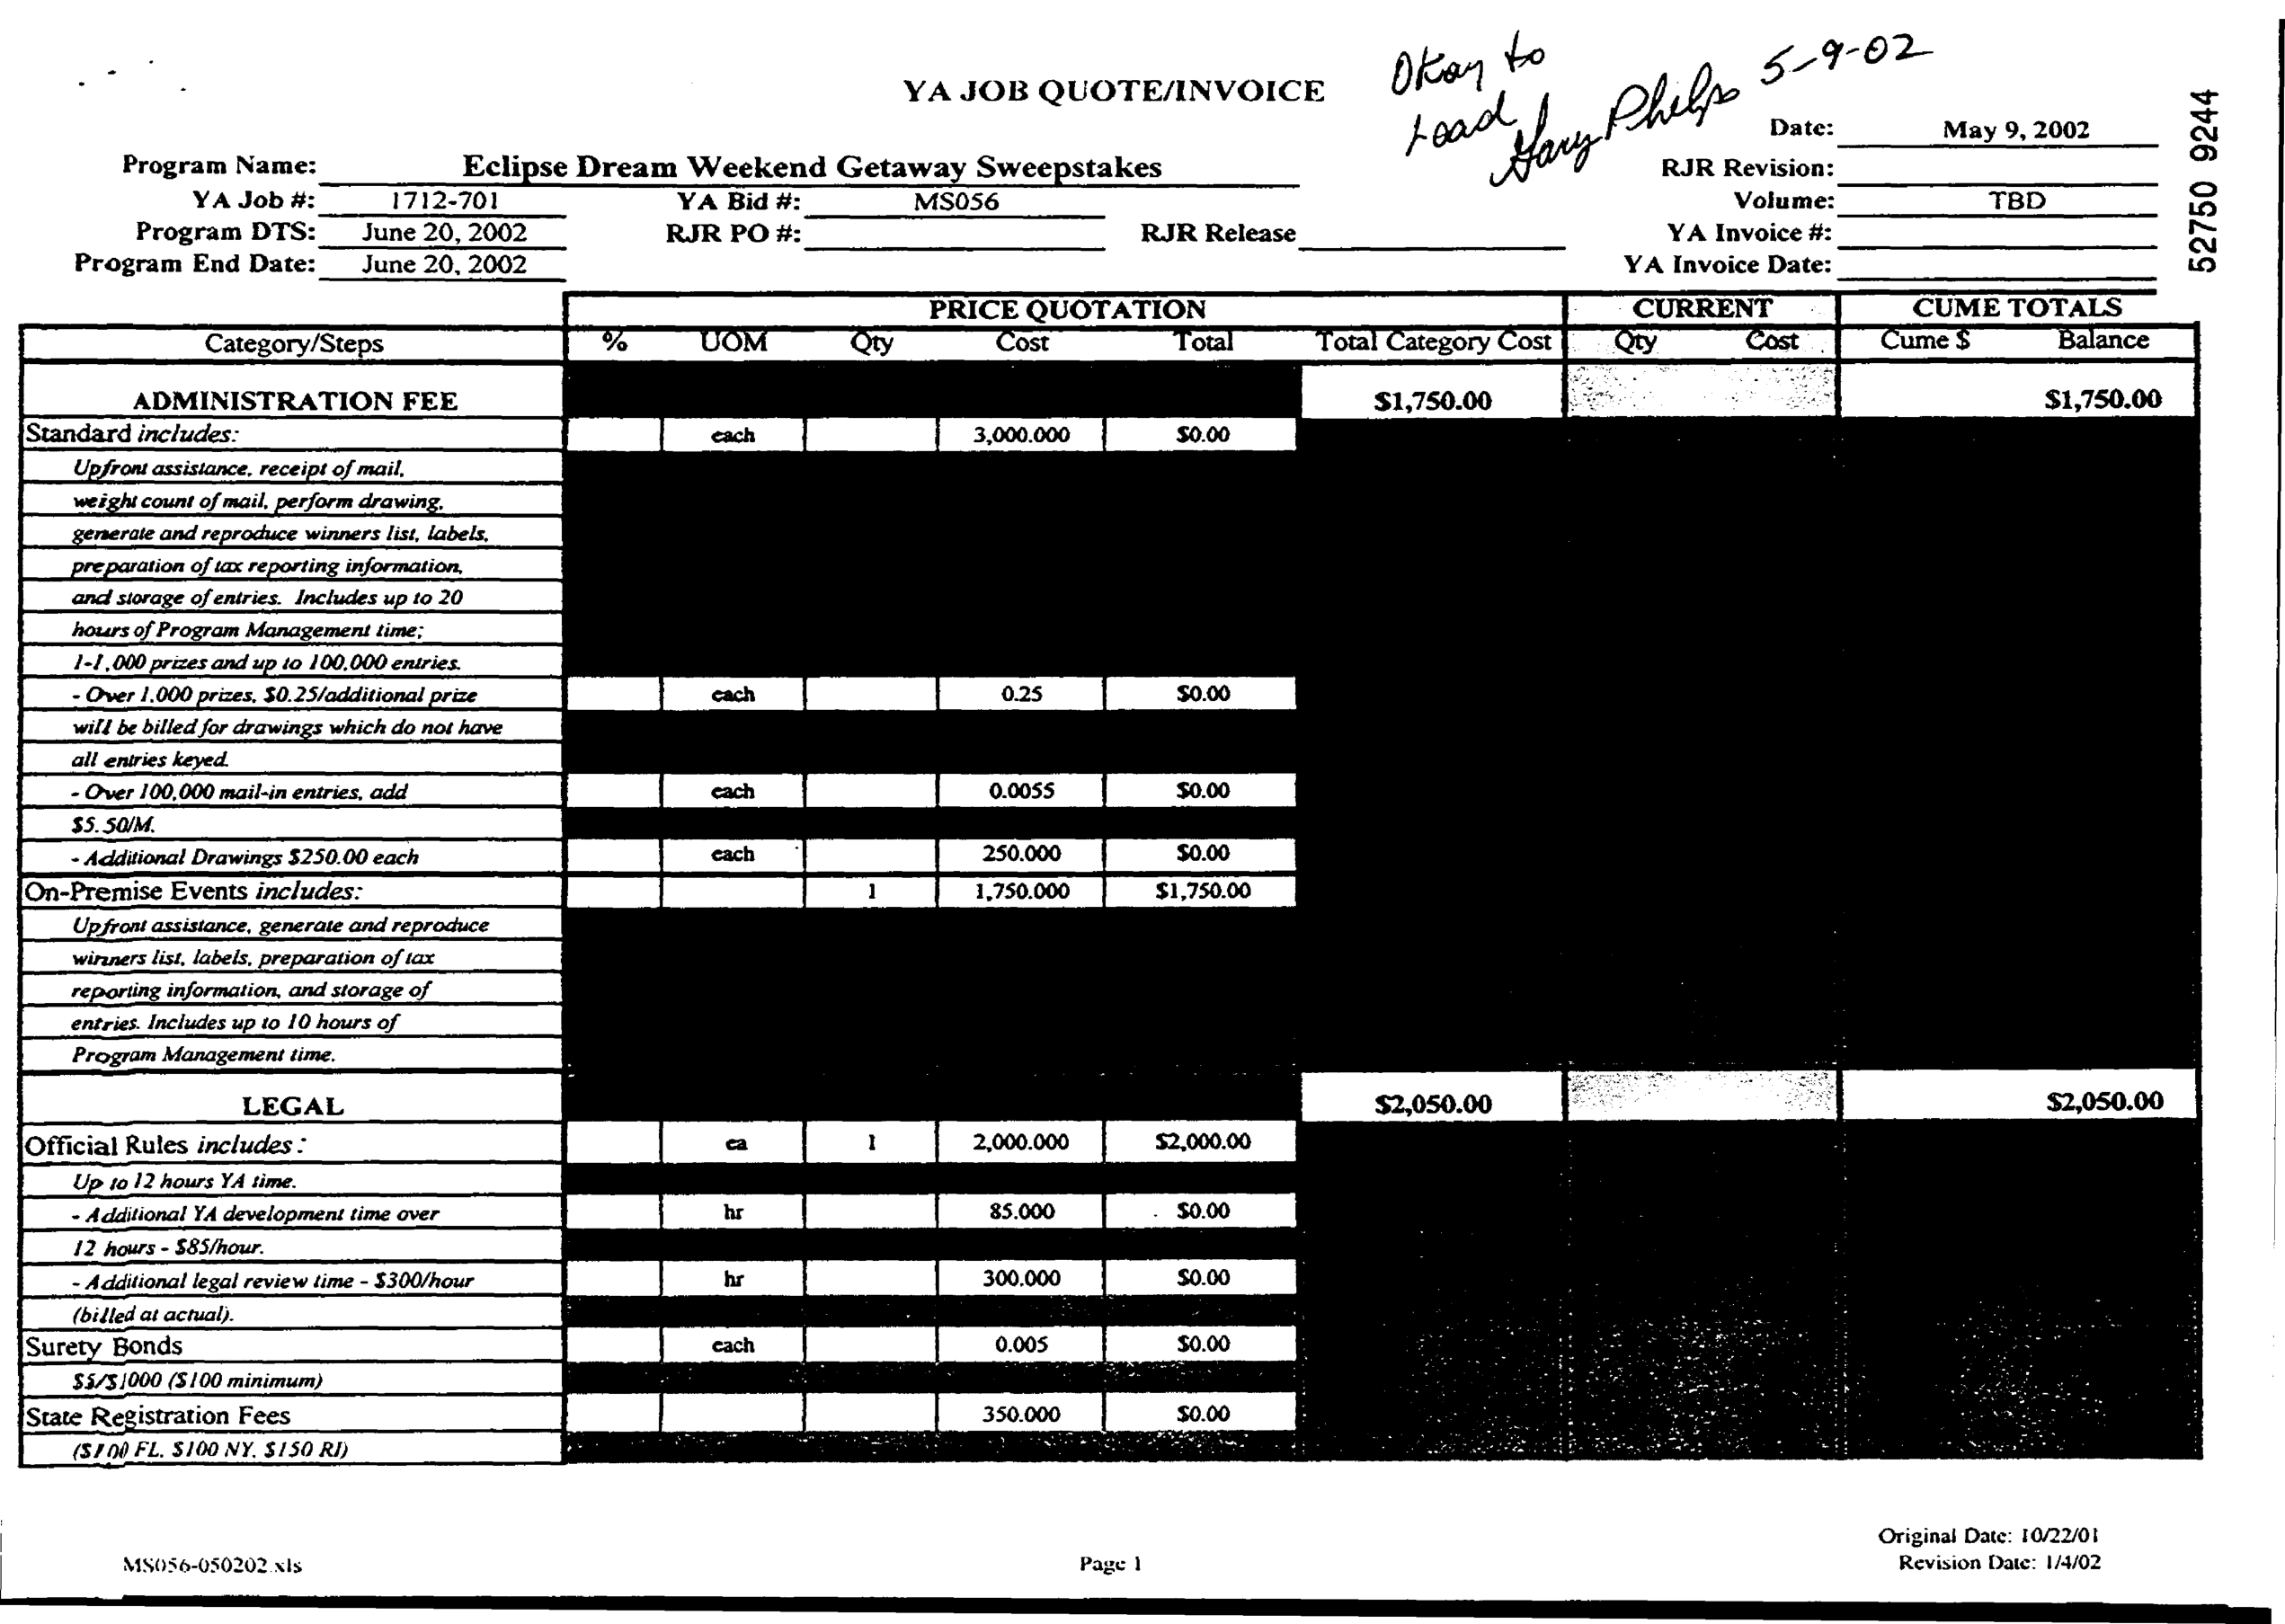 Okay to
Load
Gary Phelps 5-9-02
YA JOB QUOTE/INVOICE
Date: May 9, 2002
52750 9244
Program Name: Eclipse Dream Weekend Getaway Sweepstakes RJR Revision:
YA Job #: 1712-701 YA Bid #: MS056 Volume: TBD
Program DTS: June 20, 2002 RJR PO #: RJR Release YA Invoice #:
Program End Date: June 20, 2002 YA Invoice Date:
PRICE QUOTATION CURRENT CUME TOTALS
Category/Steps % UOM Qty Cost Total Total Category Cost Qty Cost Cume $ Balance
ADMINISTRATION FEE $1,750.00 $1,750.00
Standard includes: each 3,000.000 $0.00
Upfront assistance, receipt of mail,
weight count of mail, perform drawing,
generate and reproduce winners list, labels,
preparation of tax reporting information,
and storage of entries. Includes up to 20
hours of Program Management time;
1-1,000 prizes and up to 100,000 entries.
- Over 1,000 prizes, $0.25/additional prize each 0.25 $0.00
will be billed for drawings which do not have
all entries keyed.
- Over 100,000 mail-in entries, add each 0.0055 $0.00
$5.50/M.
- Additional Drawings $250.00 each each 250.000 $0.00
On-Premise Events includes: 1 1,750.000 $1,750.00
Upfront assistance, generate and reproduce
winners list, labels, preparation of tax
reporting information, and storage of
entries. Includes up to 10 hours of
Program Management time.
LEGAL $2,050.00 $2,050.00
Official Rules includes : ea 1 2,000.000 $2,000.00
Up to 12 hours YA time.
- Additional YA development time over hr 85.000 $0.00
12 hours - $85/hour.
- Additional legal review time - $300/hour hr 300.000 $0.00
(billed at actual).
Surety Bonds each 0.005 $0.00
$5/$1000 ($100 minimum)
State Registration Fees 350.000 $0.00
($100 FL, $100 NY, $150 RI)
Original Date: 10/22/01
MS056-050202.xls Page 1 Revision Date: 1/4/02